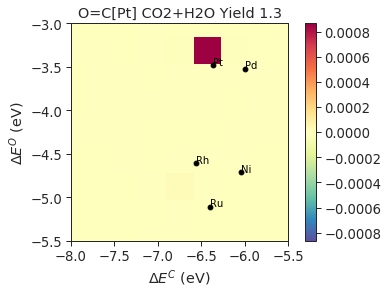 O=C[Pt] CO2+H2O Yield 1.3
−3.0
−3.5
−4.0
−4.5
−5.0
−5.5
ΔE^O (eV)
Pt
Pd
Rh
Ni
Ru
−8.0 −7.5 −7.0 −6.5 −6.0 −5.5
ΔE^C (eV)
0.0008
0.0006
0.0004
0.0002
0.0000
−0.0002
−0.0004
−0.0006
−0.0008